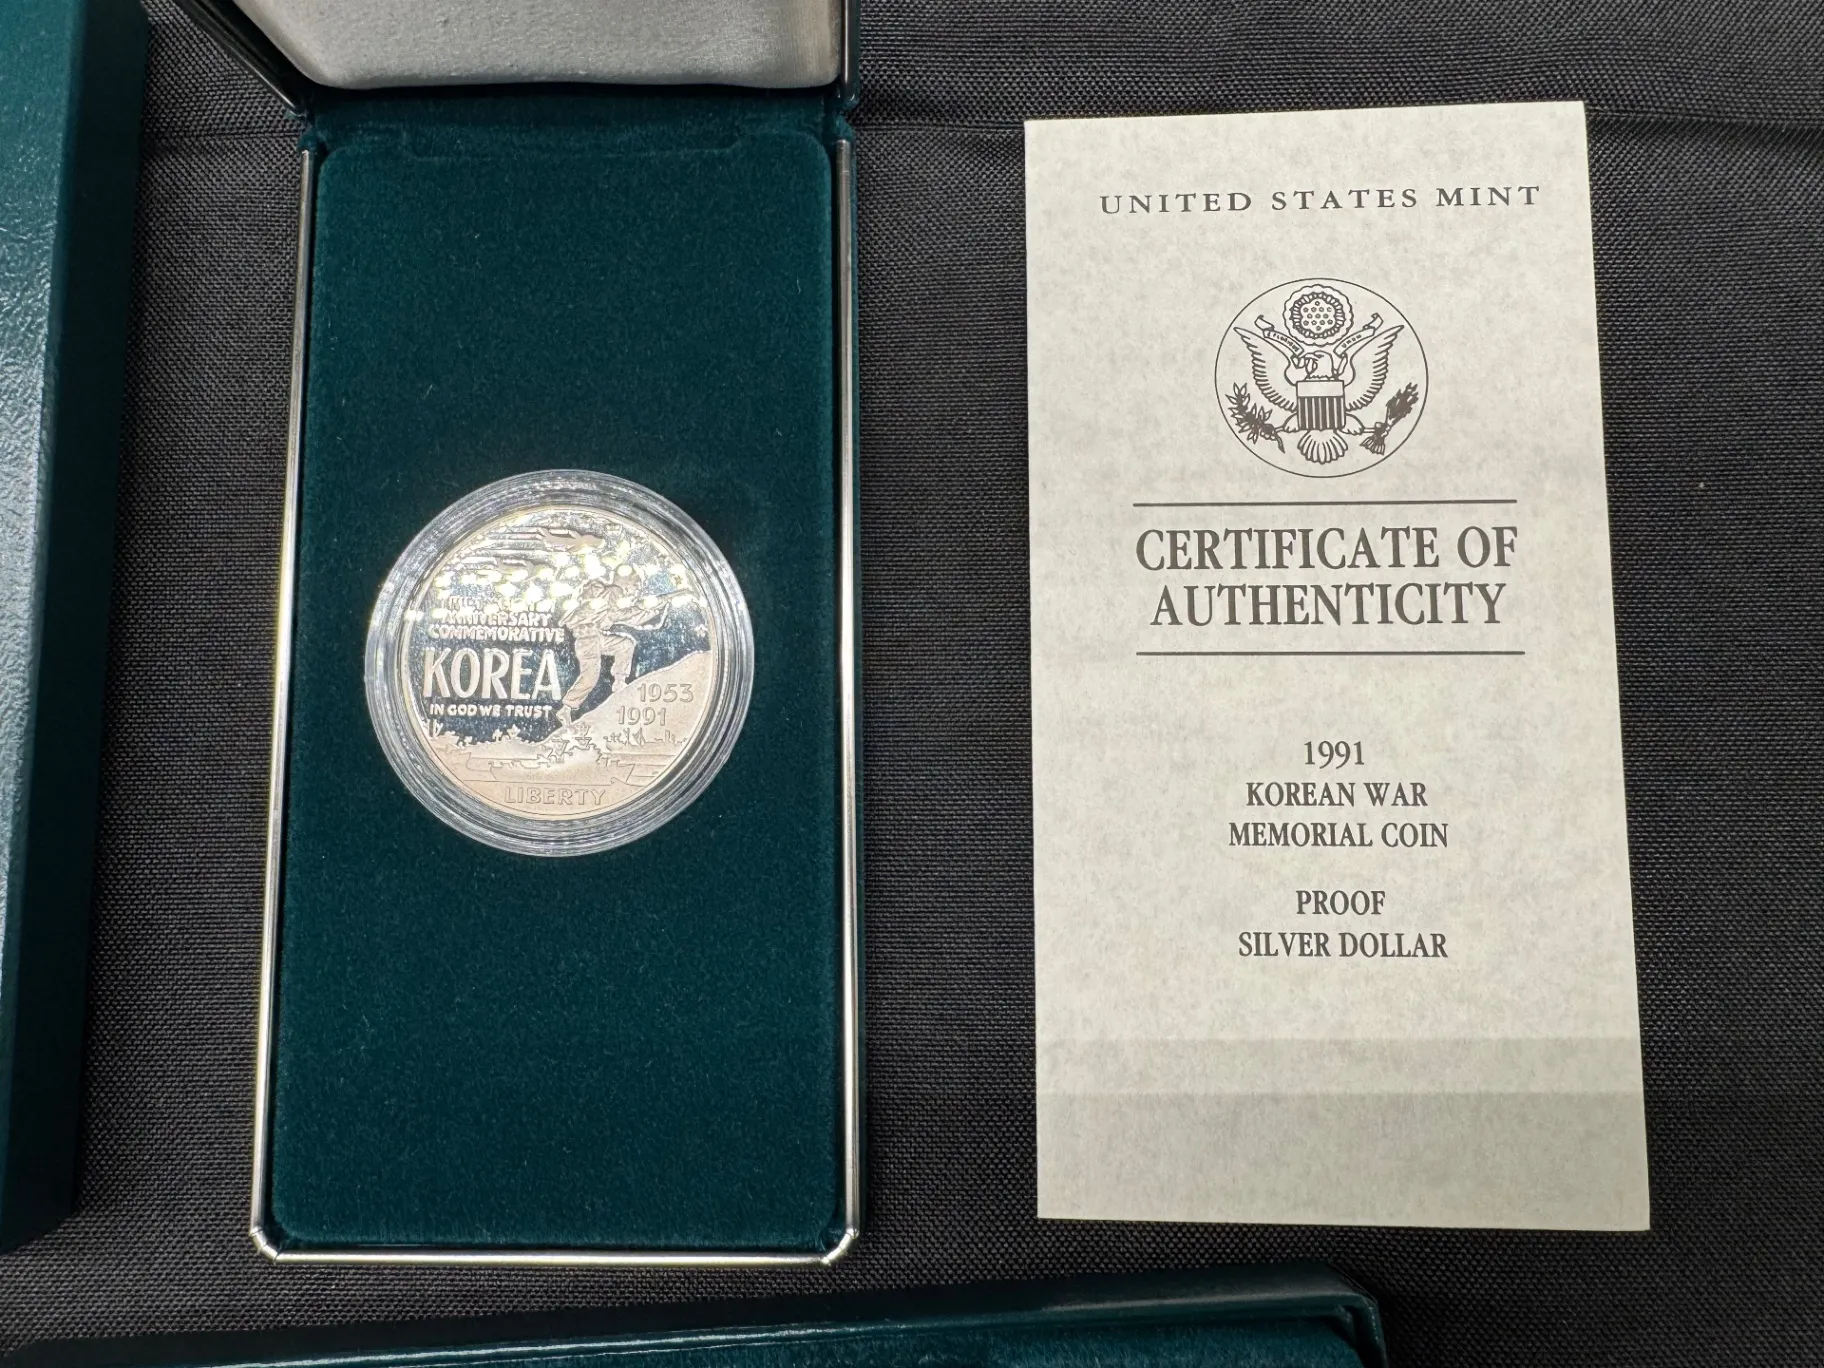 ANNIVERSARY
COMMEMORATIVE
KOREA
IN GOD WE TRUST
1953
1991
LIBERTY
UNITED STATES MINT
CERTIFICATE OF
AUTHENTICITY
1991
KOREAN WAR
MEMORIAL COIN
PROOF
SILVER DOLLAR